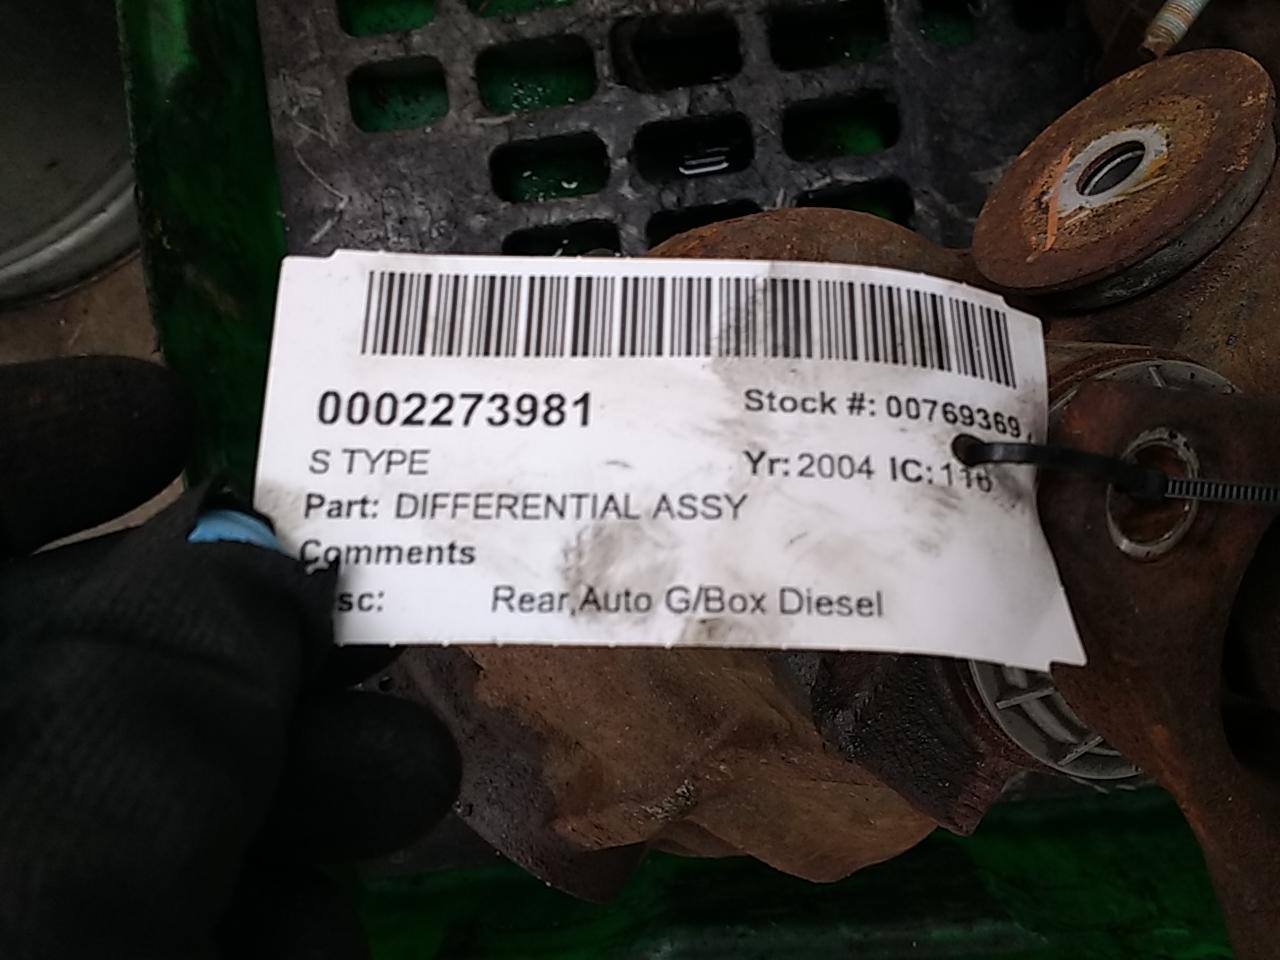 0002273981 Stock #: 00769369
S TYPE Yr: 2004 IC: 116
Part: DIFFERENTIAL ASSY
Comments
sc: Rear,Auto G/Box Diesel